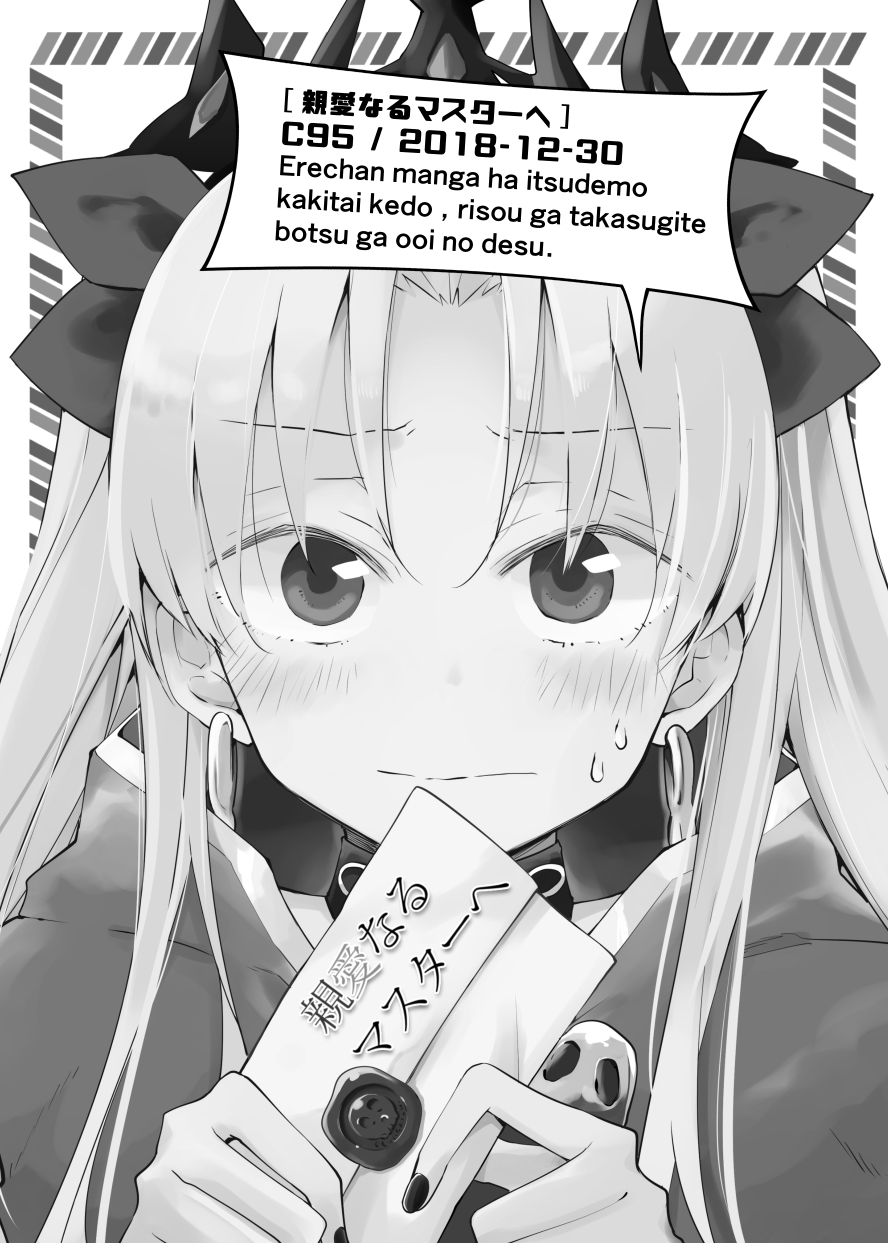 [ 親愛なるマスターへ ]
C95 / 2018-12-30
Erechan manga ha itsudemo
kakitai kedo , risou ga takasugite
botsu ga ooi no desu.
親愛なる
マスターへ